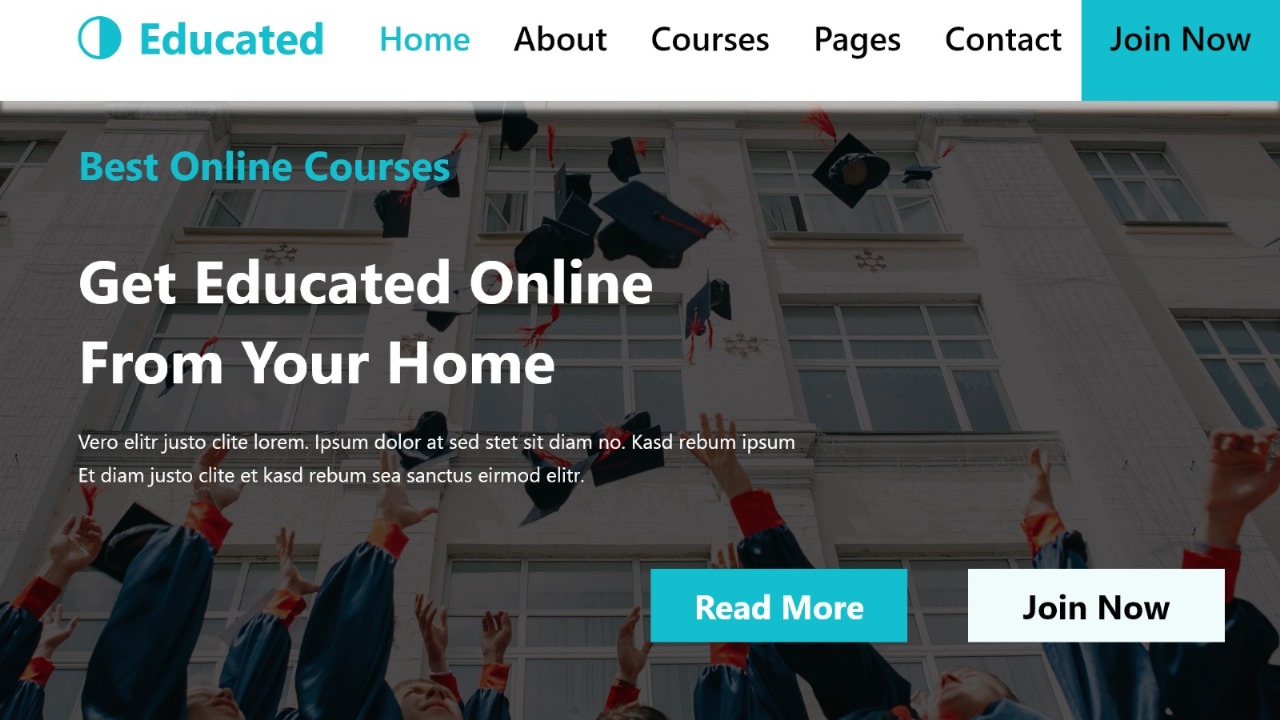 Educated Home About Courses Pages Contact Join Now
Best Online Courses
Get Educated Online
From Your Home
Vero elitr justo clite lorem. Ipsum dolor at sed stet sit diam no. Kasd rebum ipsum
Et diam justo clite et kasd rebum sea sanctus eirmod elitr.
Read More Join Now